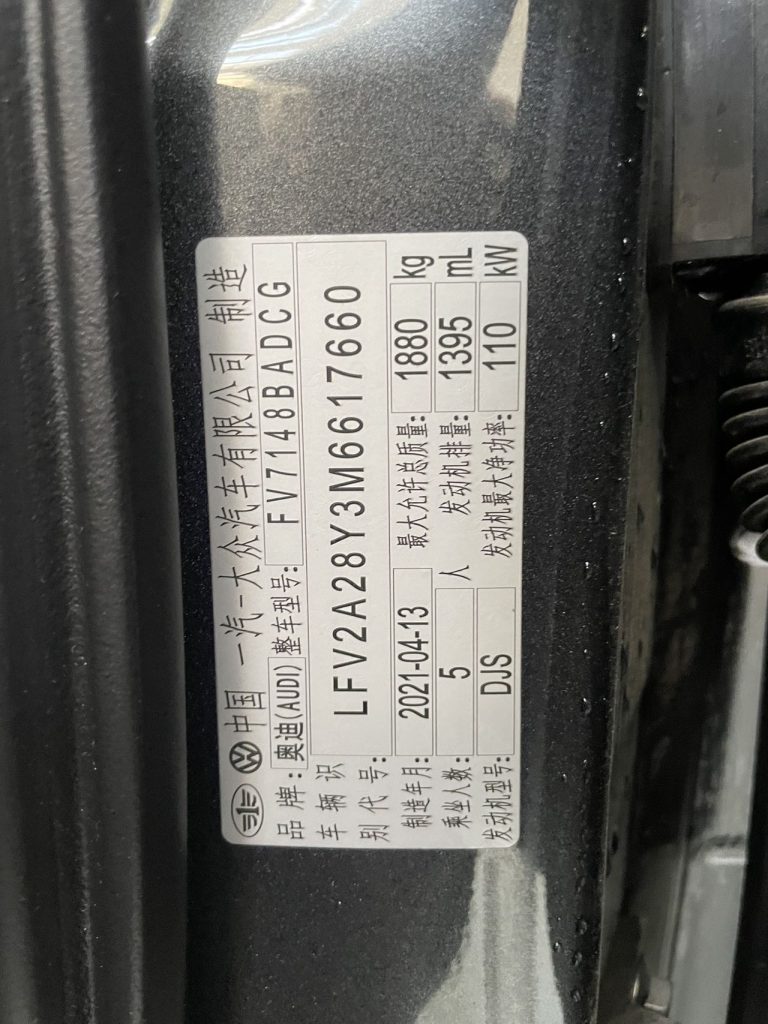 中国 一汽-大众汽车有限公司 制造
品牌: 奥迪(AUDI) 整车型号: FV7148BADCG
车辆识别代号: LFV2A28Y3M6617660
制造年月: 2021-04-13 最大允许总质量: 1880 kg
乘坐人数: 5 人 发动机排量: 1395 mL
发动机型号: DJS 发动机最大净功率: 110 kW